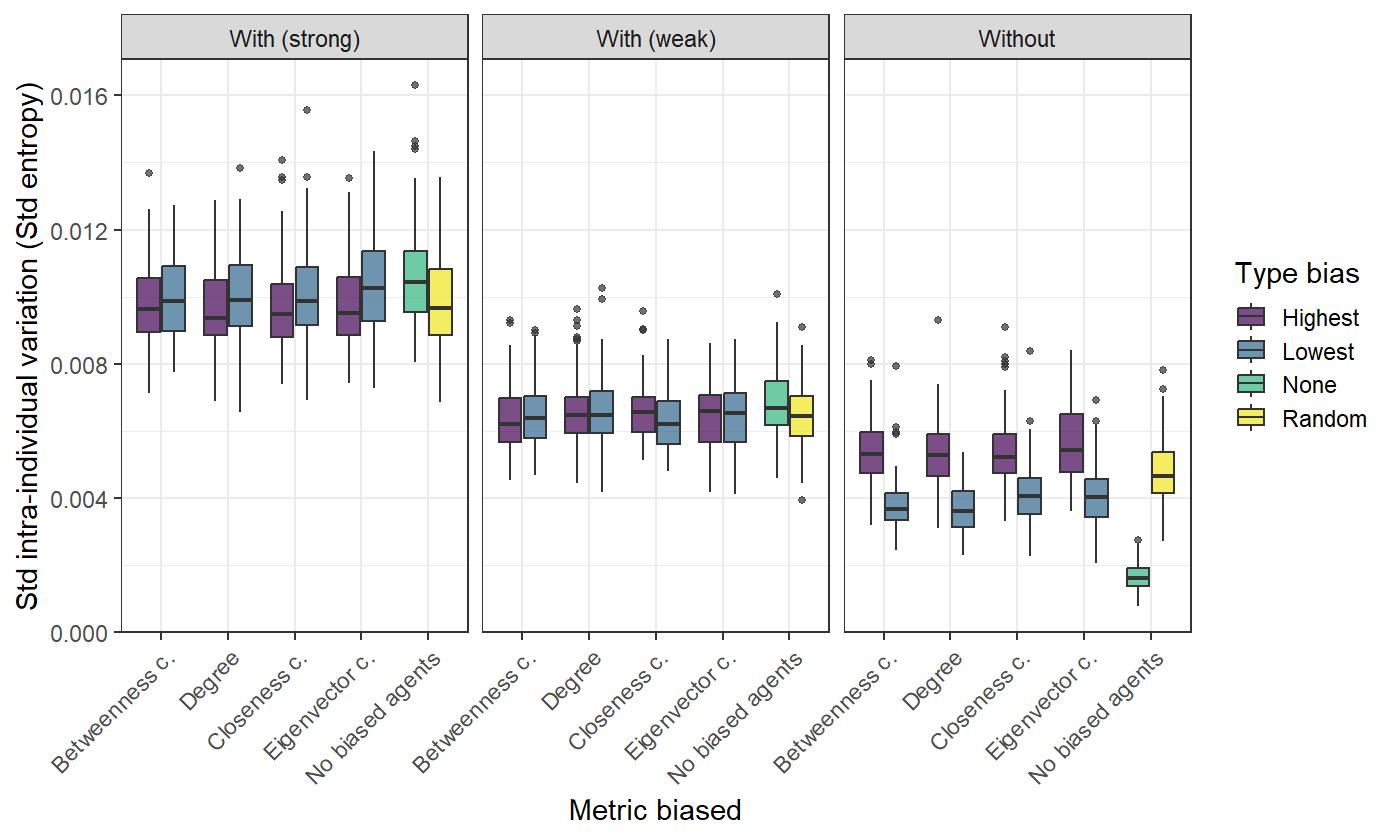 With (strong)
With (weak)
Without
Std intra-individual variation (Std entropy)
0.016
0.012
0.008
0.004
0.000
Betweenness c.
Degree
Closeness c.
Eigenvector c.
No biased agents
Betweenness c.
Degree
Closeness c.
Eigenvector c.
No biased agents
Betweenness c.
Degree
Closeness c.
Eigenvector c.
No biased agents
Metric biased
Type bias
Highest
Lowest
None
Random